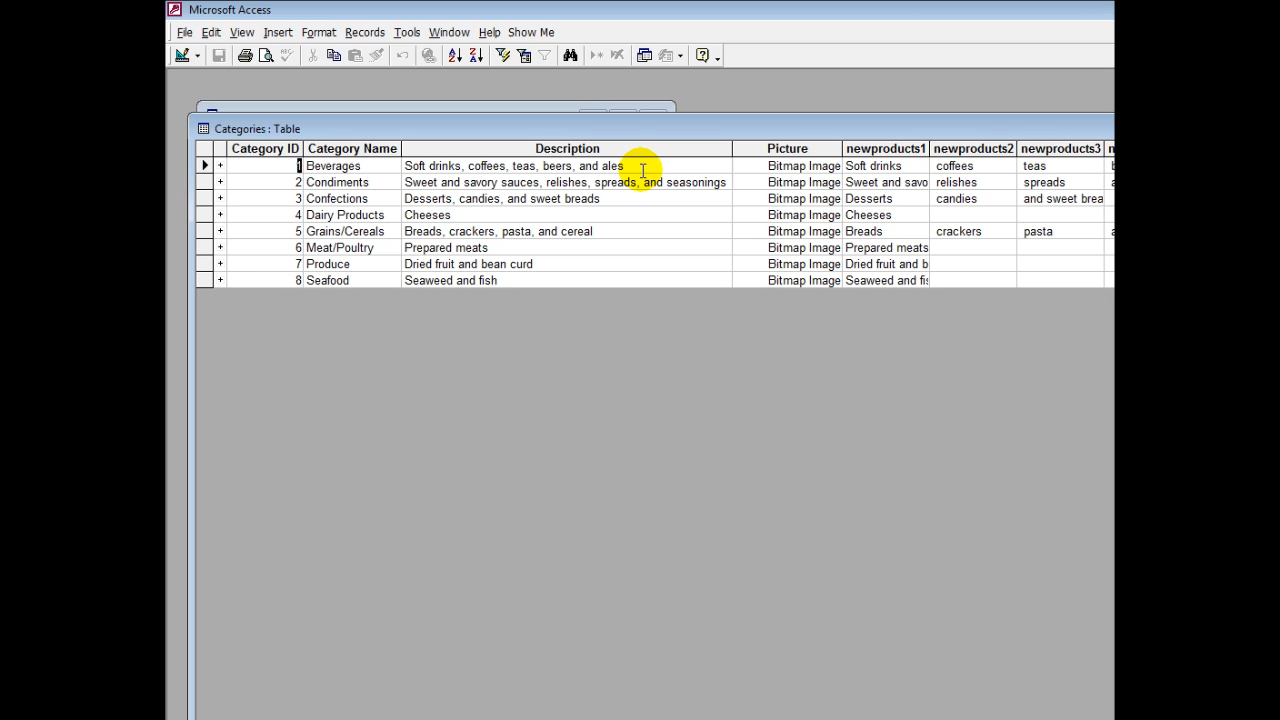 Microsoft Access
File Edit View Insert Format Records Tools Window Help Show Me
Categories : Table
Category ID Category Name Description Picture newproducts1 newproducts2 newproducts3
1 Beverages Soft drinks, coffees, teas, beers, and ales Bitmap Image Soft drinks coffees teas
2 Condiments Sweet and savory sauces, relishes, spreads, and seasonings Bitmap Image Sweet and savo relishes spreads
3 Confections Desserts, candies, and sweet breads Bitmap Image Desserts candies and sweet brea
4 Dairy Products Cheeses Bitmap Image Cheeses
5 Grains/Cereals Breads, crackers, pasta, and cereal Bitmap Image Breads crackers pasta
6 Meat/Poultry Prepared meats Bitmap Image Prepared meats
7 Produce Dried fruit and bean curd Bitmap Image Dried fruit and b
8 Seafood Seaweed and fish Bitmap Image Seaweed and fis